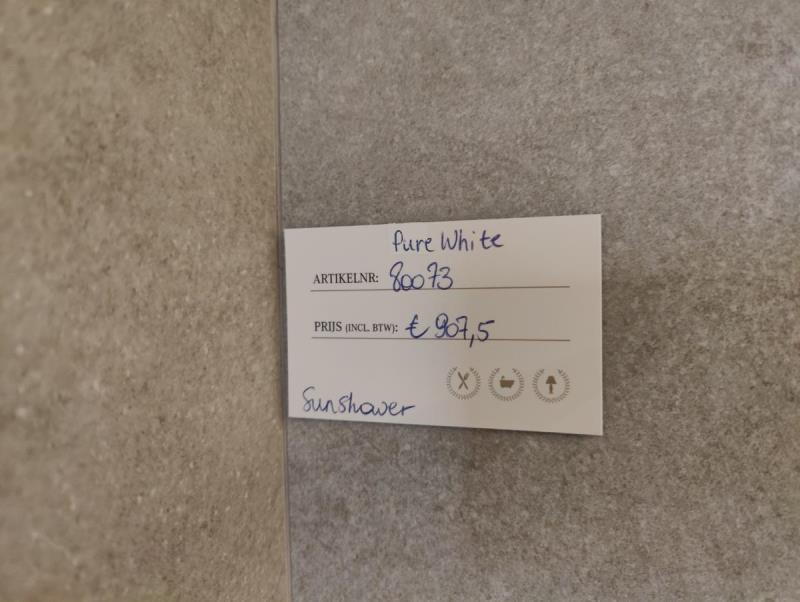 Pure White
ARTIKELNR: 80073
PRIJS (INCL. BTW): € 907,5
Sunshower